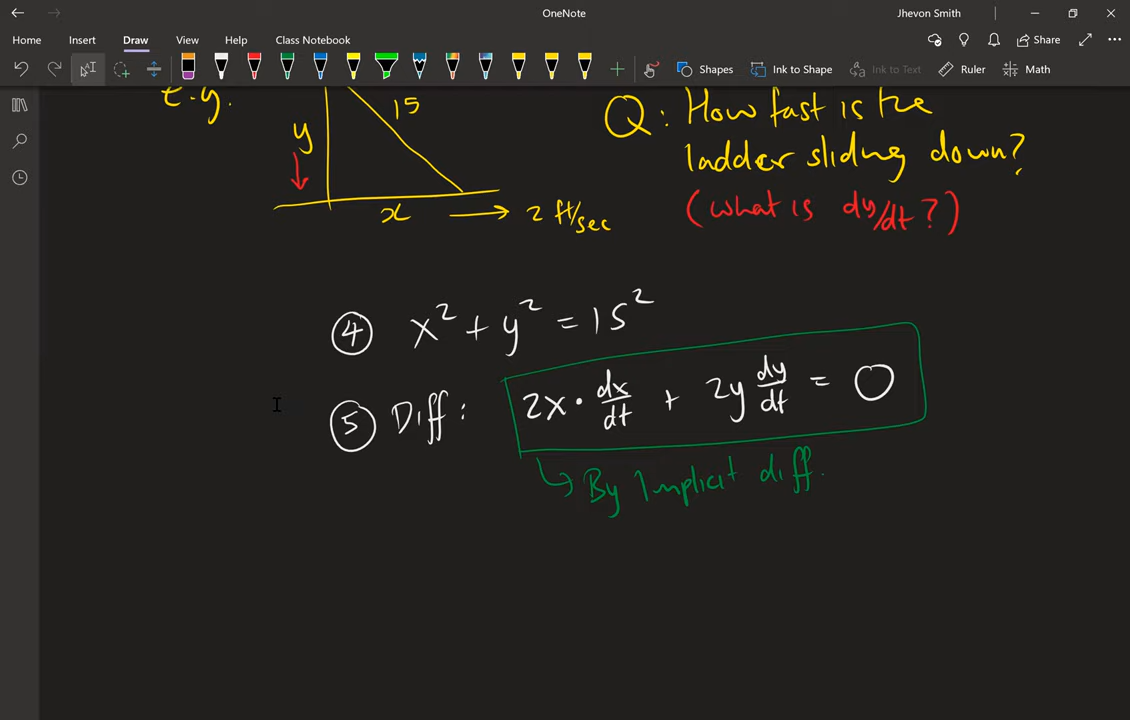 OneNote
Jhevon Smith
Home Insert Draw View Help Class Notebook
Share
Shapes Ink to Shape Ink to Text Ruler Math
e.g.
15
y
x
2 ft/sec
Q: How fast is the
ladder sliding down?
(What is dy/dt?)
④ x² + y² = 15²
⑤ Diff: 2x · dx/dt + 2y dy/dt = 0
By Implicit diff.